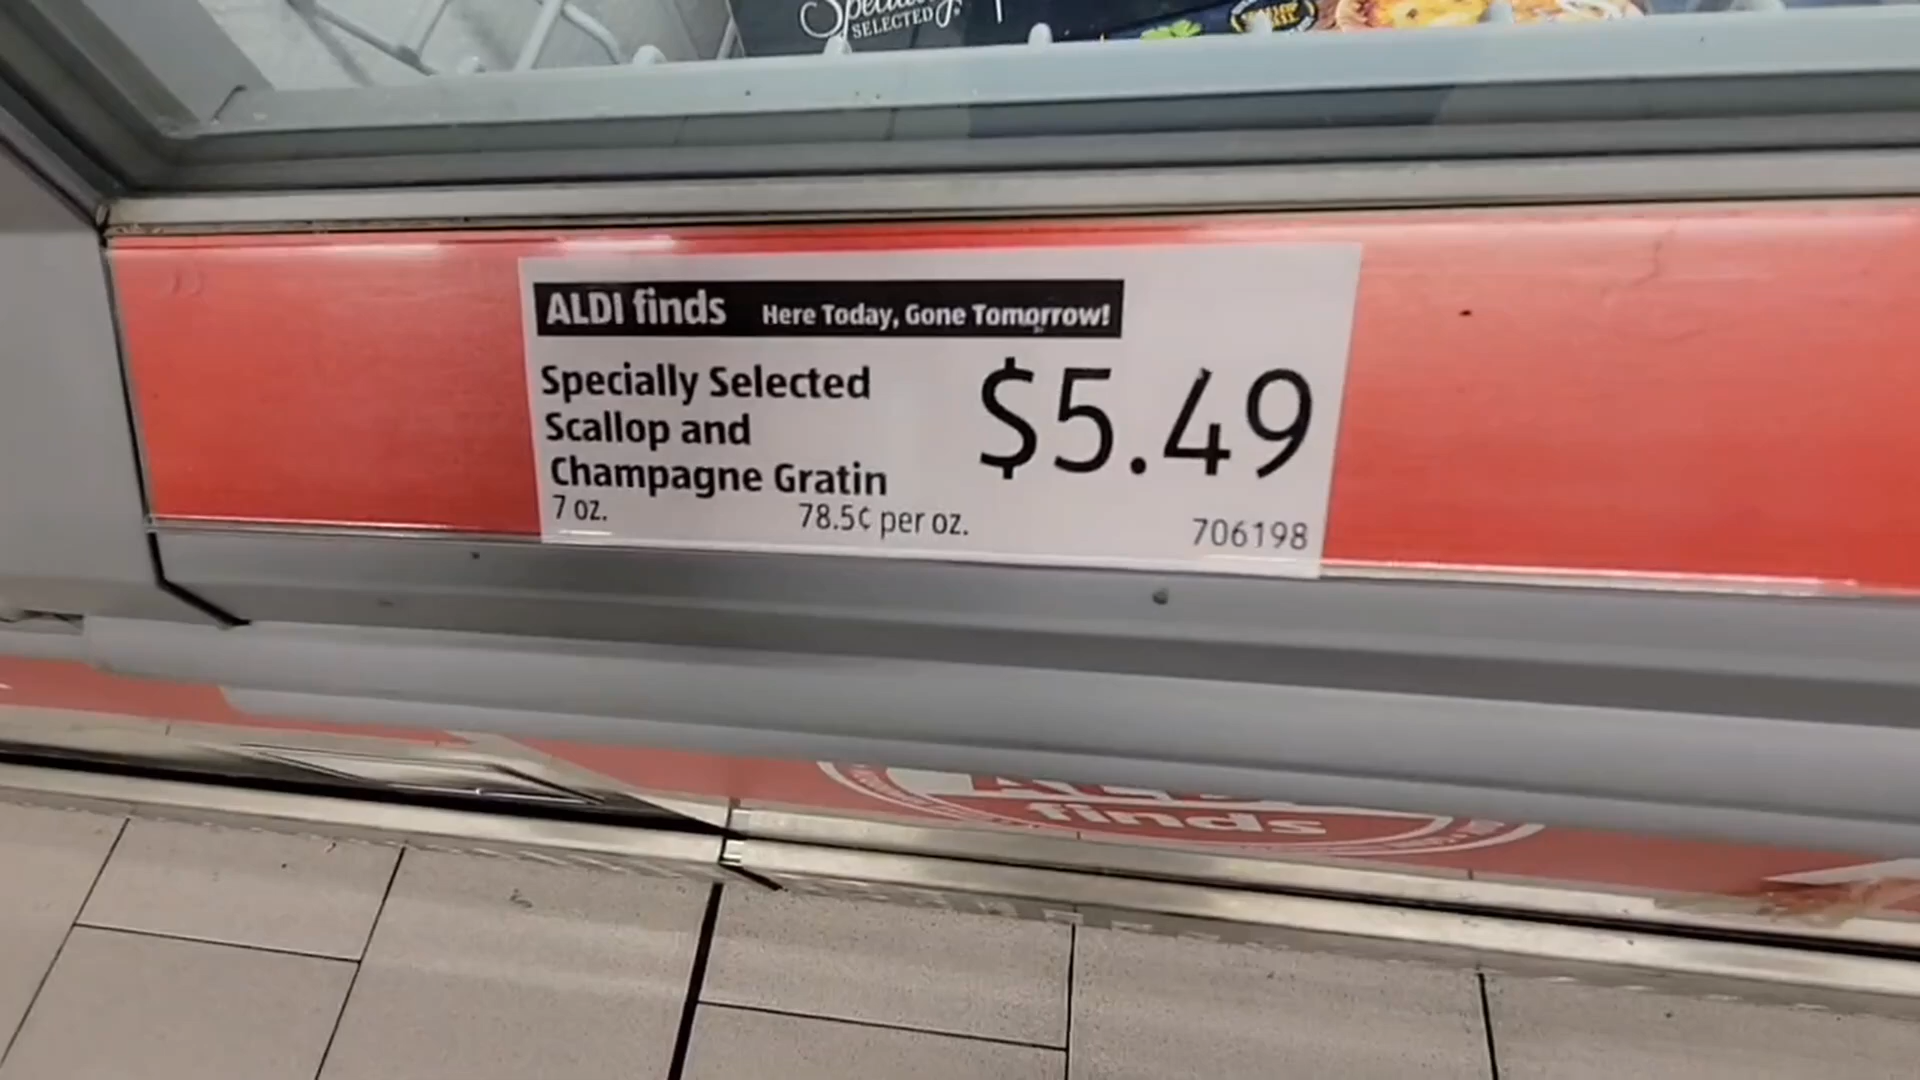 Specially
SELECTED
ALDI finds Here Today, Gone Tomorrow!
Specially Selected
Scallop and
Champagne Gratin
$5.49
7 oz. 78.5¢ per oz.
706198
finds